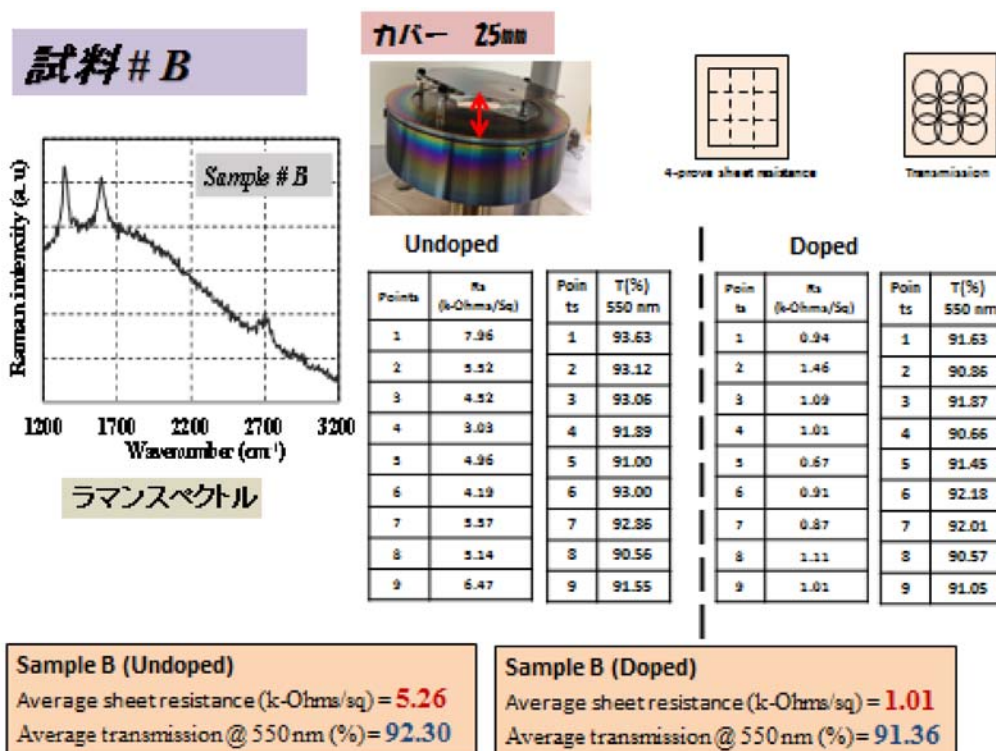 試料# B
カバー 25mm
Sample # B
Raman intensity (a. u)
1200 1700 2200 2700 3200
Wavenumber (cm⁻¹)
ラマンスペクトル
4-prove sheet resistance
Transmission
Undoped
Points Rs (k-Ohms/Sq)
1 7.96
2 5.52
3 4.52
4 3.03
5 4.96
6 4.19
7 5.57
8 5.14
9 6.47
Poin
ts
T(%)
550 nm
1 93.63
2 93.12
3 93.06
4 91.89
5 91.00
6 93.00
7 92.86
8 90.56
9 91.55
Doped
Poin
ts
Rs
(k-Ohms/Sq)
1 0.94
2 1.46
3 1.09
4 1.01
5 0.67
6 0.91
7 0.87
8 1.11
9 1.01
Poin
ts
T(%)
550 nm
1 91.63
2 90.86
3 91.87
4 90.66
5 91.45
6 92.18
7 92.01
8 90.57
9 91.05
Sample B (Undoped)
Average sheet resistance (k-Ohms/sq) = 5.26
Average transmission @ 550 nm (%)= 92.30
Sample B (Doped)
Average sheet resistance (k-Ohms/sq) = 1.01
Average transmission @ 550 nm (%)= 91.36